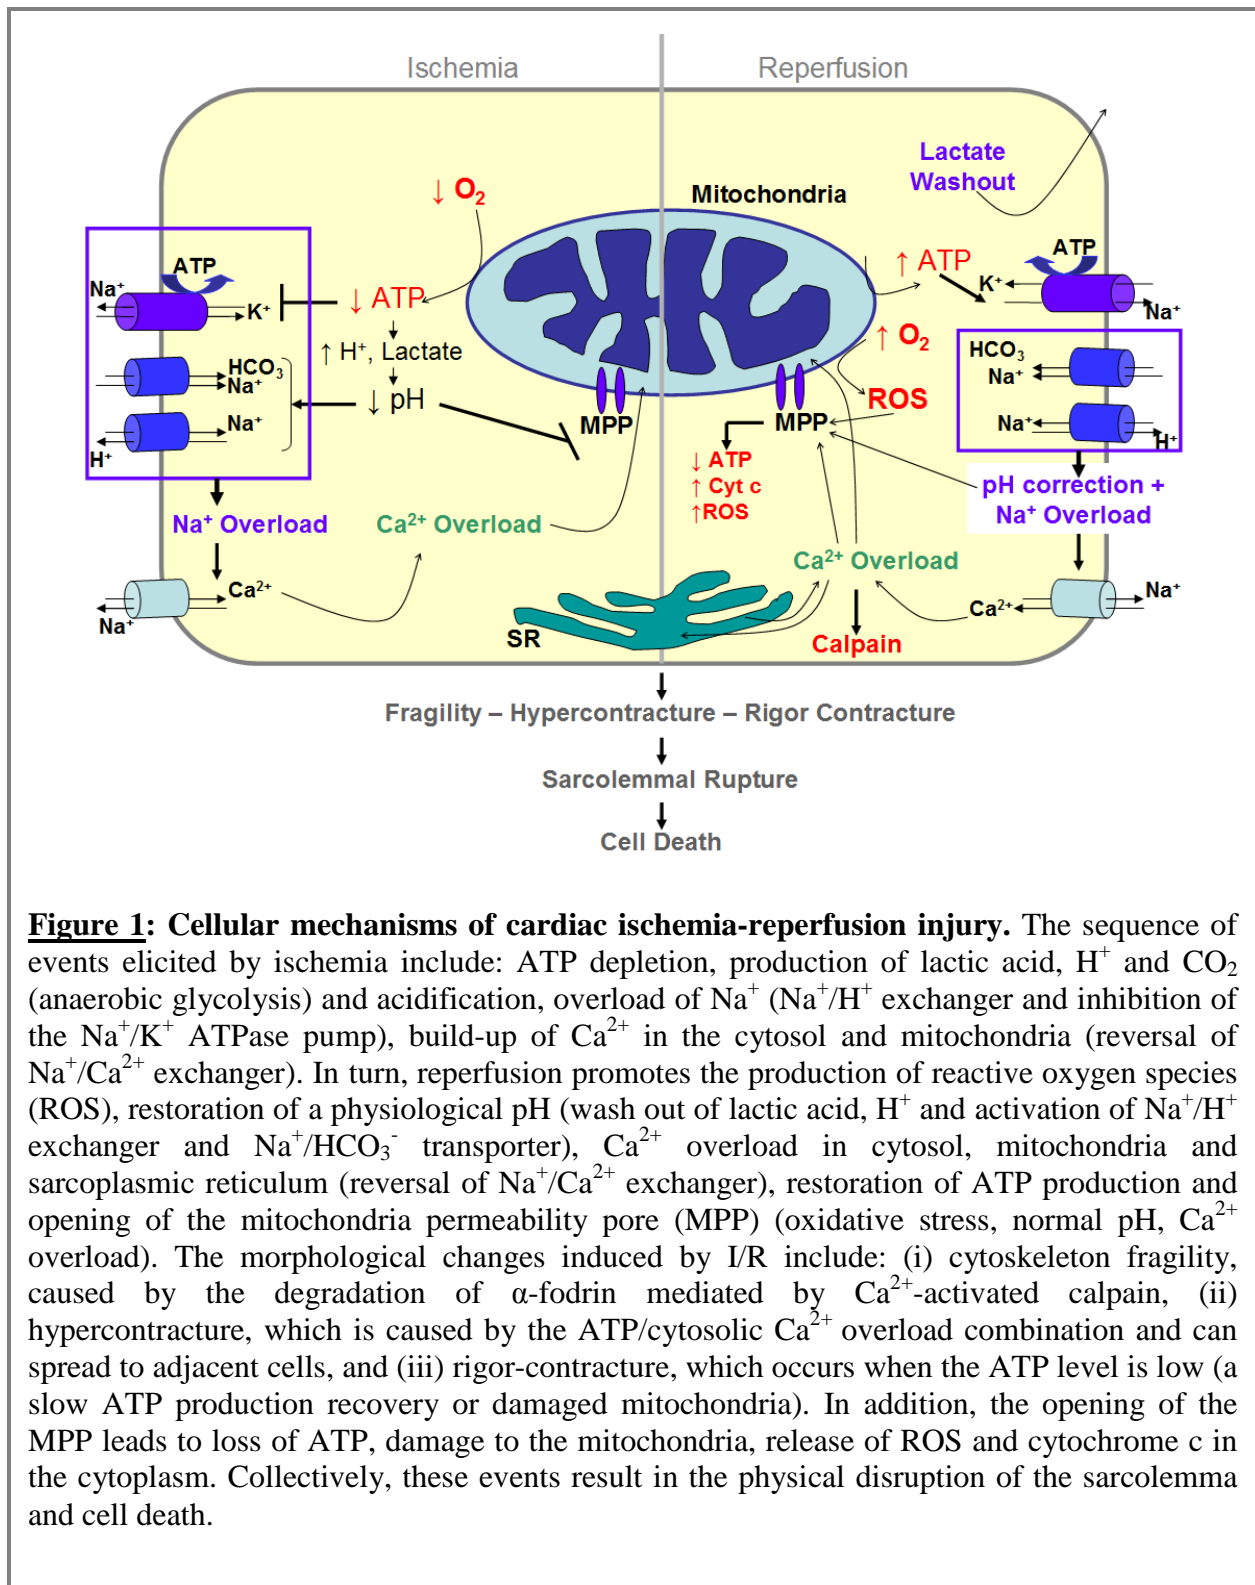 Ischemia
Reperfusion
Lactate
Washout
↓ O₂
Mitochondria
ATP
Na⁺
K⁺
↓ ATP
↑ H⁺, Lactate
↓ pH
HCO₃
Na⁺
Na⁺
H⁺
MPP
Na⁺ Overload
Ca²⁺ Overload
Ca²⁺
Na⁺
SR
↑ ATP
ATP
K⁺
Na⁺
↑ O₂
ROS
HCO₃
Na⁺
Na⁺
H⁺
MPP
↓ ATP
↑ Cyt c
↑ROS
pH correction +
Na⁺ Overload
Ca²⁺ Overload
Na⁺
Ca²⁺
Calpain
Fragility – Hypercontracture – Rigor Contracture
Sarcolemmal Rupture
Cell Death
Figure 1: Cellular mechanisms of cardiac ischemia-reperfusion injury. The sequence of
events elicited by ischemia include: ATP depletion, production of lactic acid, H⁺ and CO₂
(anaerobic glycolysis) and acidification, overload of Na⁺ (Na⁺/H⁺ exchanger and inhibition of
the Na⁺/K⁺ ATPase pump), build-up of Ca²⁺ in the cytosol and mitochondria (reversal of
Na⁺/Ca²⁺ exchanger). In turn, reperfusion promotes the production of reactive oxygen species
(ROS), restoration of a physiological pH (wash out of lactic acid, H⁺ and activation of Na⁺/H⁺
exchanger and Na⁺/HCO₃⁻ transporter), Ca²⁺ overload in cytosol, mitochondria and
sarcoplasmic reticulum (reversal of Na⁺/Ca²⁺ exchanger), restoration of ATP production and
opening of the mitochondria permeability pore (MPP) (oxidative stress, normal pH, Ca²⁺
overload). The morphological changes induced by I/R include: (i) cytoskeleton fragility,
caused by the degradation of α-fodrin mediated by Ca²⁺-activated calpain, (ii)
hypercontracture, which is caused by the ATP/cytosolic Ca²⁺ overload combination and can
spread to adjacent cells, and (iii) rigor-contracture, which occurs when the ATP level is low (a
slow ATP production recovery or damaged mitochondria). In addition, the opening of the
MPP leads to loss of ATP, damage to the mitochondria, release of ROS and cytochrome c in
the cytoplasm. Collectively, these events result in the physical disruption of the sarcolemma
and cell death.